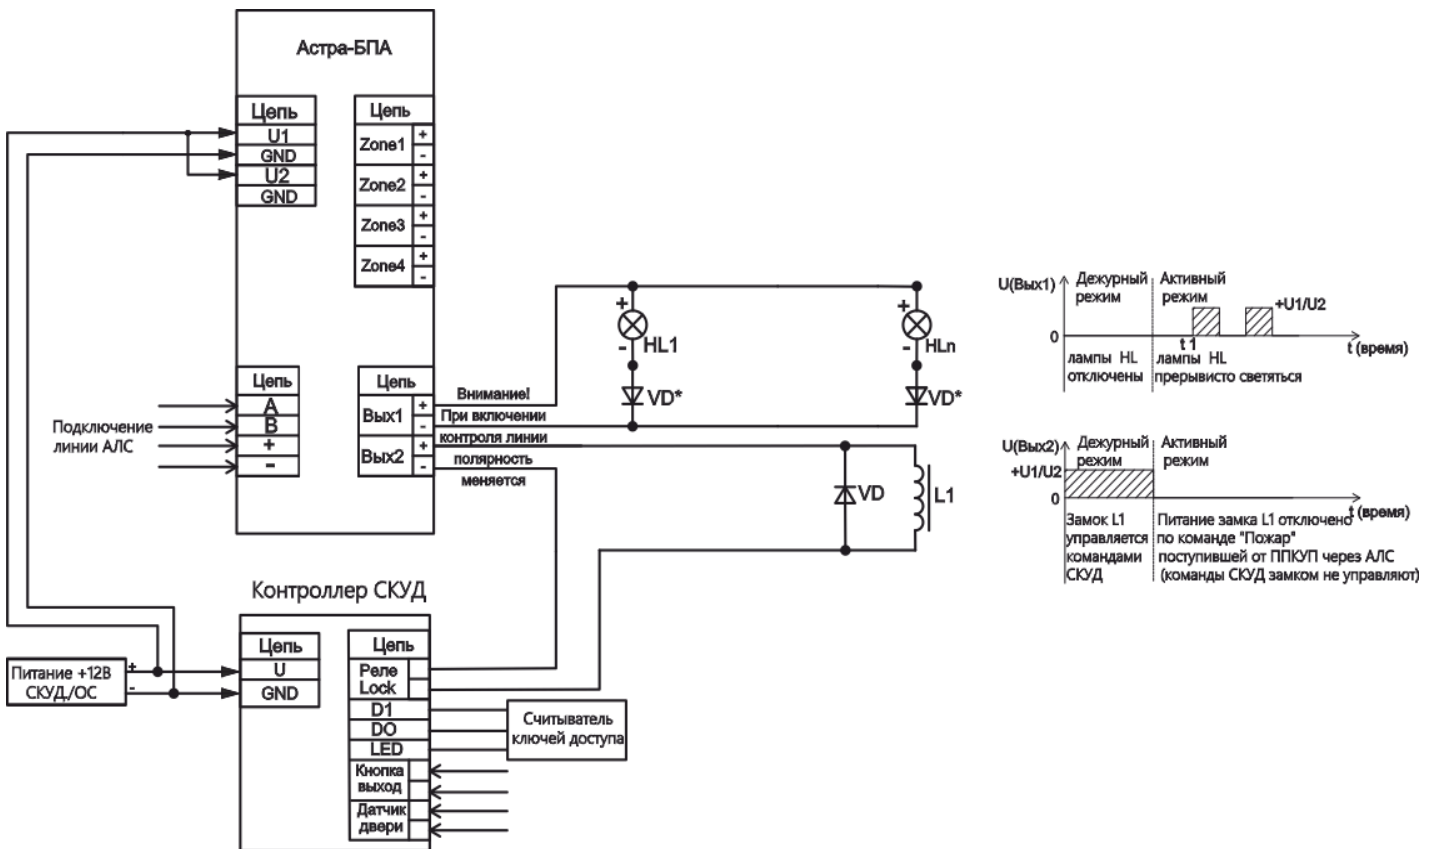 Астра-БПА
Цепь
U1
GND
U2
GND
Цепь
Zone1
+
-
Zone2
+
-
Zone3
+
-
Zone4
+
-
Подключение
линии АЛС
Цепь
A
B
+
-
Цепь
Вых1
+
-
Вых2
+
-
Внимание!
При включении
контроля линии
полярность
меняется
+
-
HL1
VD*
+
-
HLn
VD*
VD
L1
U(Вых1)
Дежурный
режим
Активный
режим
+U1/U2
0
t 1
t (время)
лампы HL
отключены
лампы HL
прерывисто светяться
U(Вых2)
Дежурный
режим
Активный
режим
+U1/U2
0
t (время)
Замок L1
управляется
командами
СКУД
Питание замка L1 отключено
по команде "Пожар"
поступившей от ППКУП через АЛС
(команды СКУД замком не управляют)
Контроллер СКУД
Питание +12В
СКУД./ОС
+
-
Цепь
U
GND
Цепь
Реле
Lock
D1
DO
LED
Кнопка
выход
Датчик
двери
Считыватель
ключей доступа